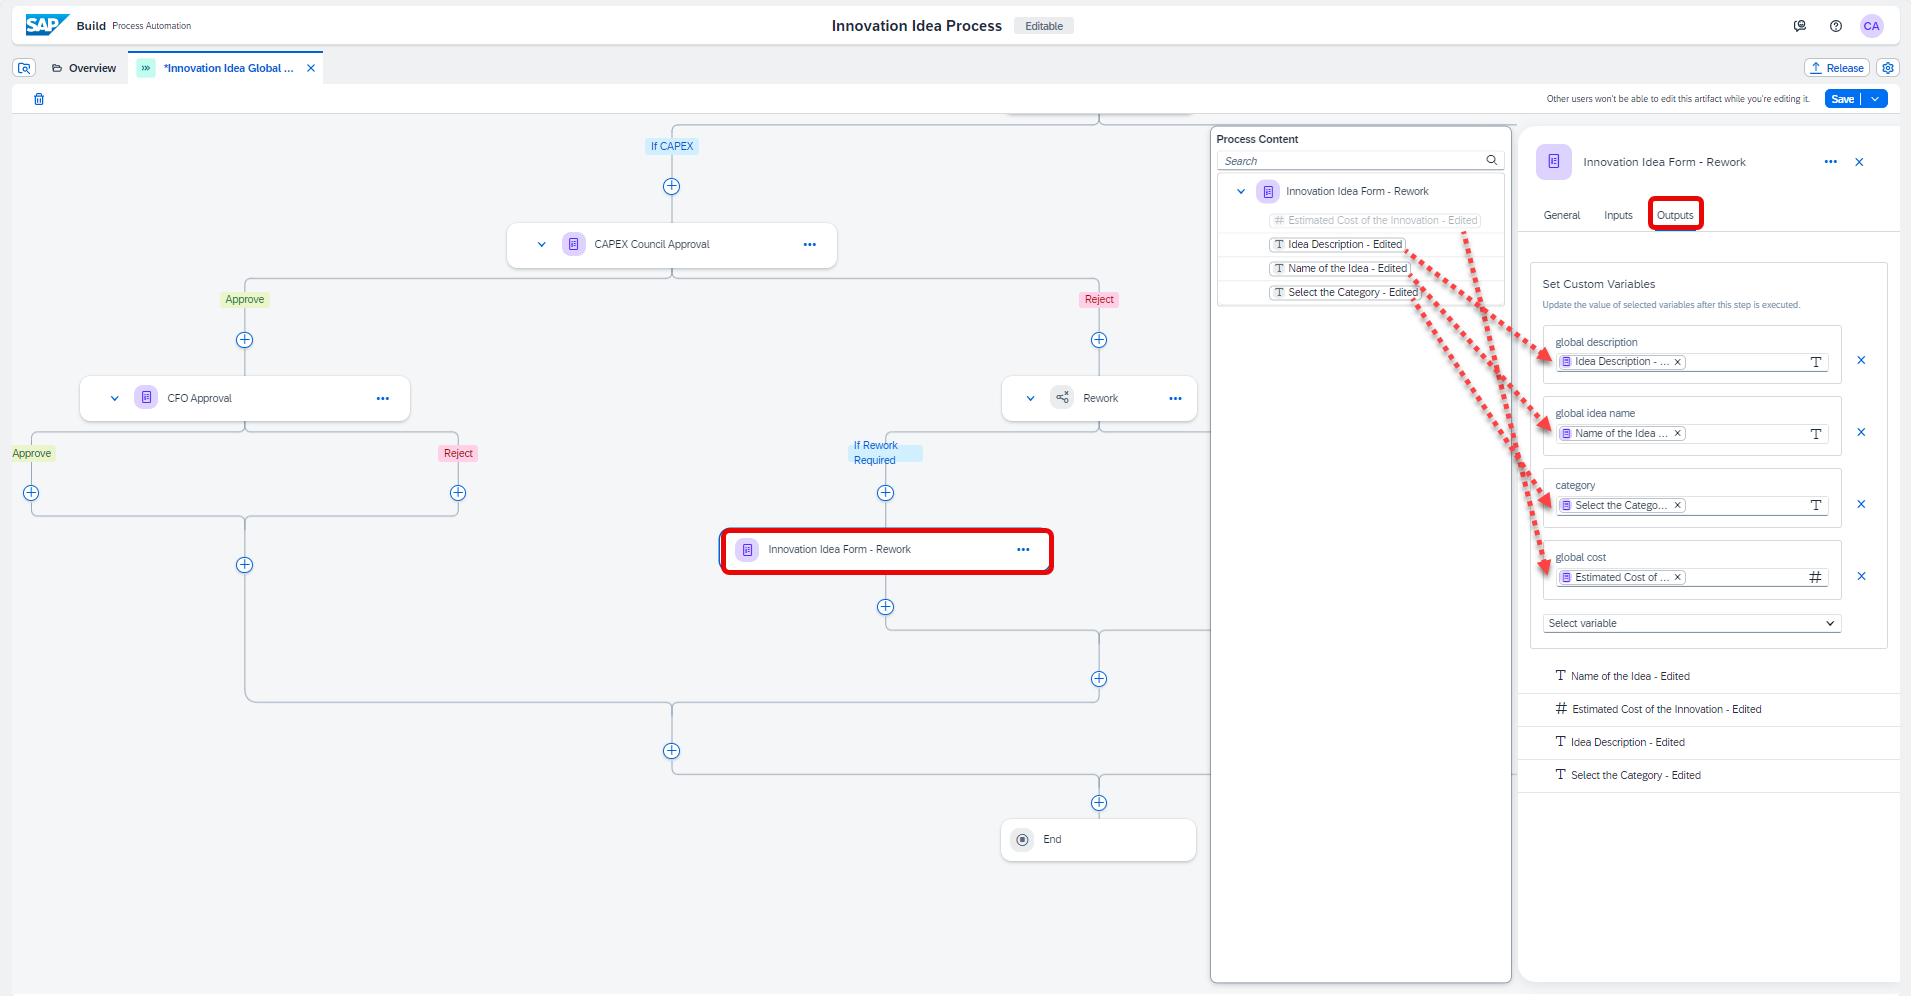 SAP Build Process Automation
Innovation Idea Process Editable
CA
Overview
*Innovation Idea Global ...
Release
Other users won't be able to edit this artifact while you're editing it.
Save
If CAPEX
CAPEX Council Approval
Approve
Reject
CFO Approval
Rework
Approve
Reject
If Rework
Required
Innovation Idea Form - Rework
End
Process Content
Search
Innovation Idea Form - Rework
# Estimated Cost of the Innovation - Edited
T Idea Description - Edited
T Name of the Idea - Edited
T Select the Category - Edited
Innovation Idea Form - Rework
General Inputs Outputs
Set Custom Variables
Update the value of selected variables after this step is executed.
global description
Idea Description - ... T
global idea name
Name of the Idea ... T
category
Select the Catego... T
global cost
Estimated Cost of ... #
Select variable
T Name of the Idea - Edited
# Estimated Cost of the Innovation - Edited
T Idea Description - Edited
T Select the Category - Edited